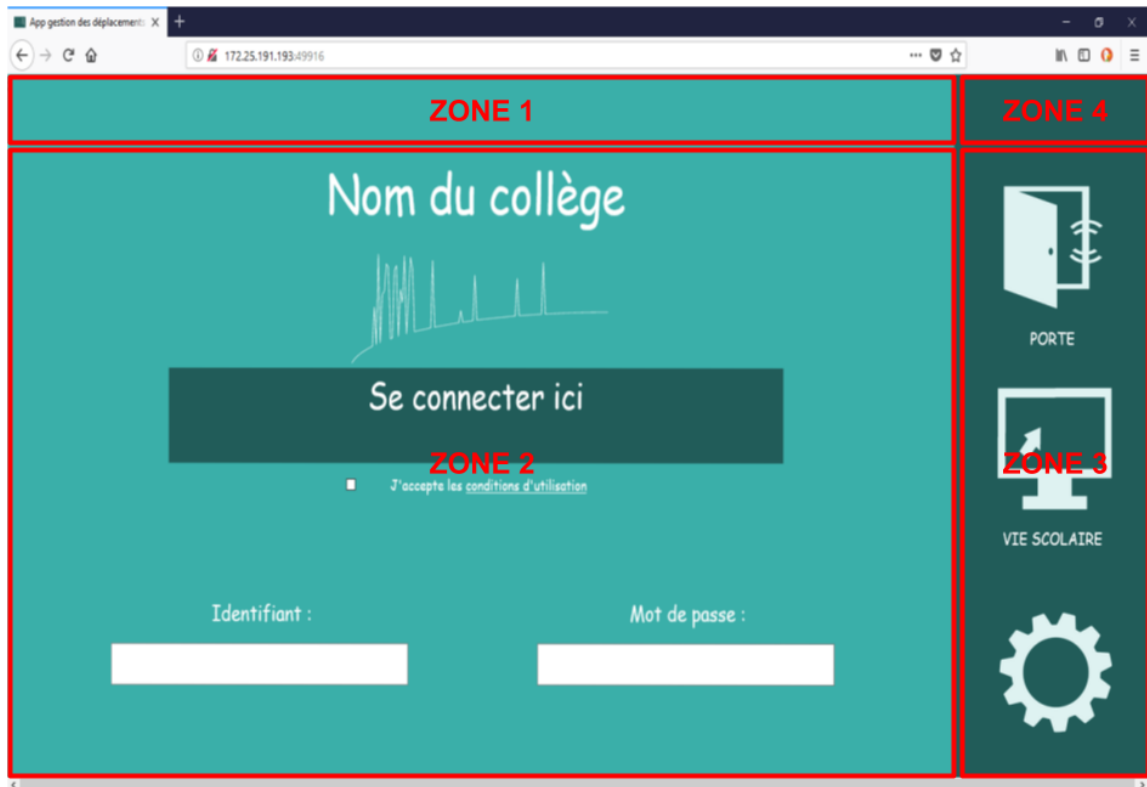 App gestion des déplacements
172.25.191.193:49916
ZONE 1
ZONE 4
Nom du collège
PORTE
Se connecter ici
ZONE 2
ZONE 3
J'accepte les conditions d'utilisation
VIE SCOLAIRE
Identifiant :
Mot de passe :